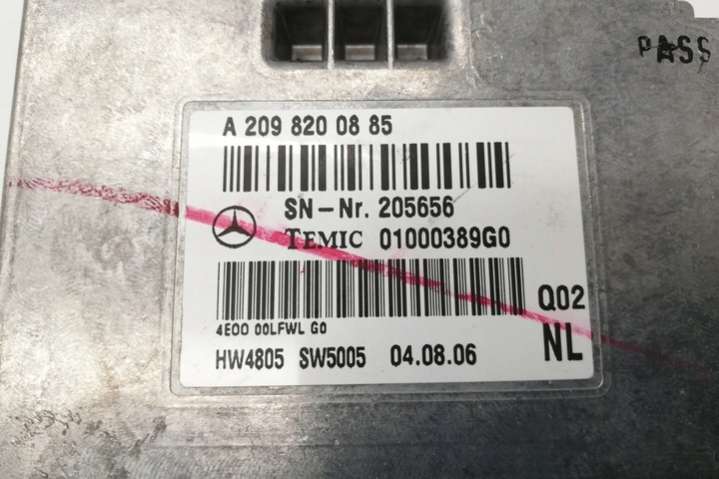 PASS
A 209 820 08 85
SN-Nr. 205656
TEMIC 01000389G0
4E00 00LFWL G0
Q02
HW4805 SW5005 04.08.06
NL